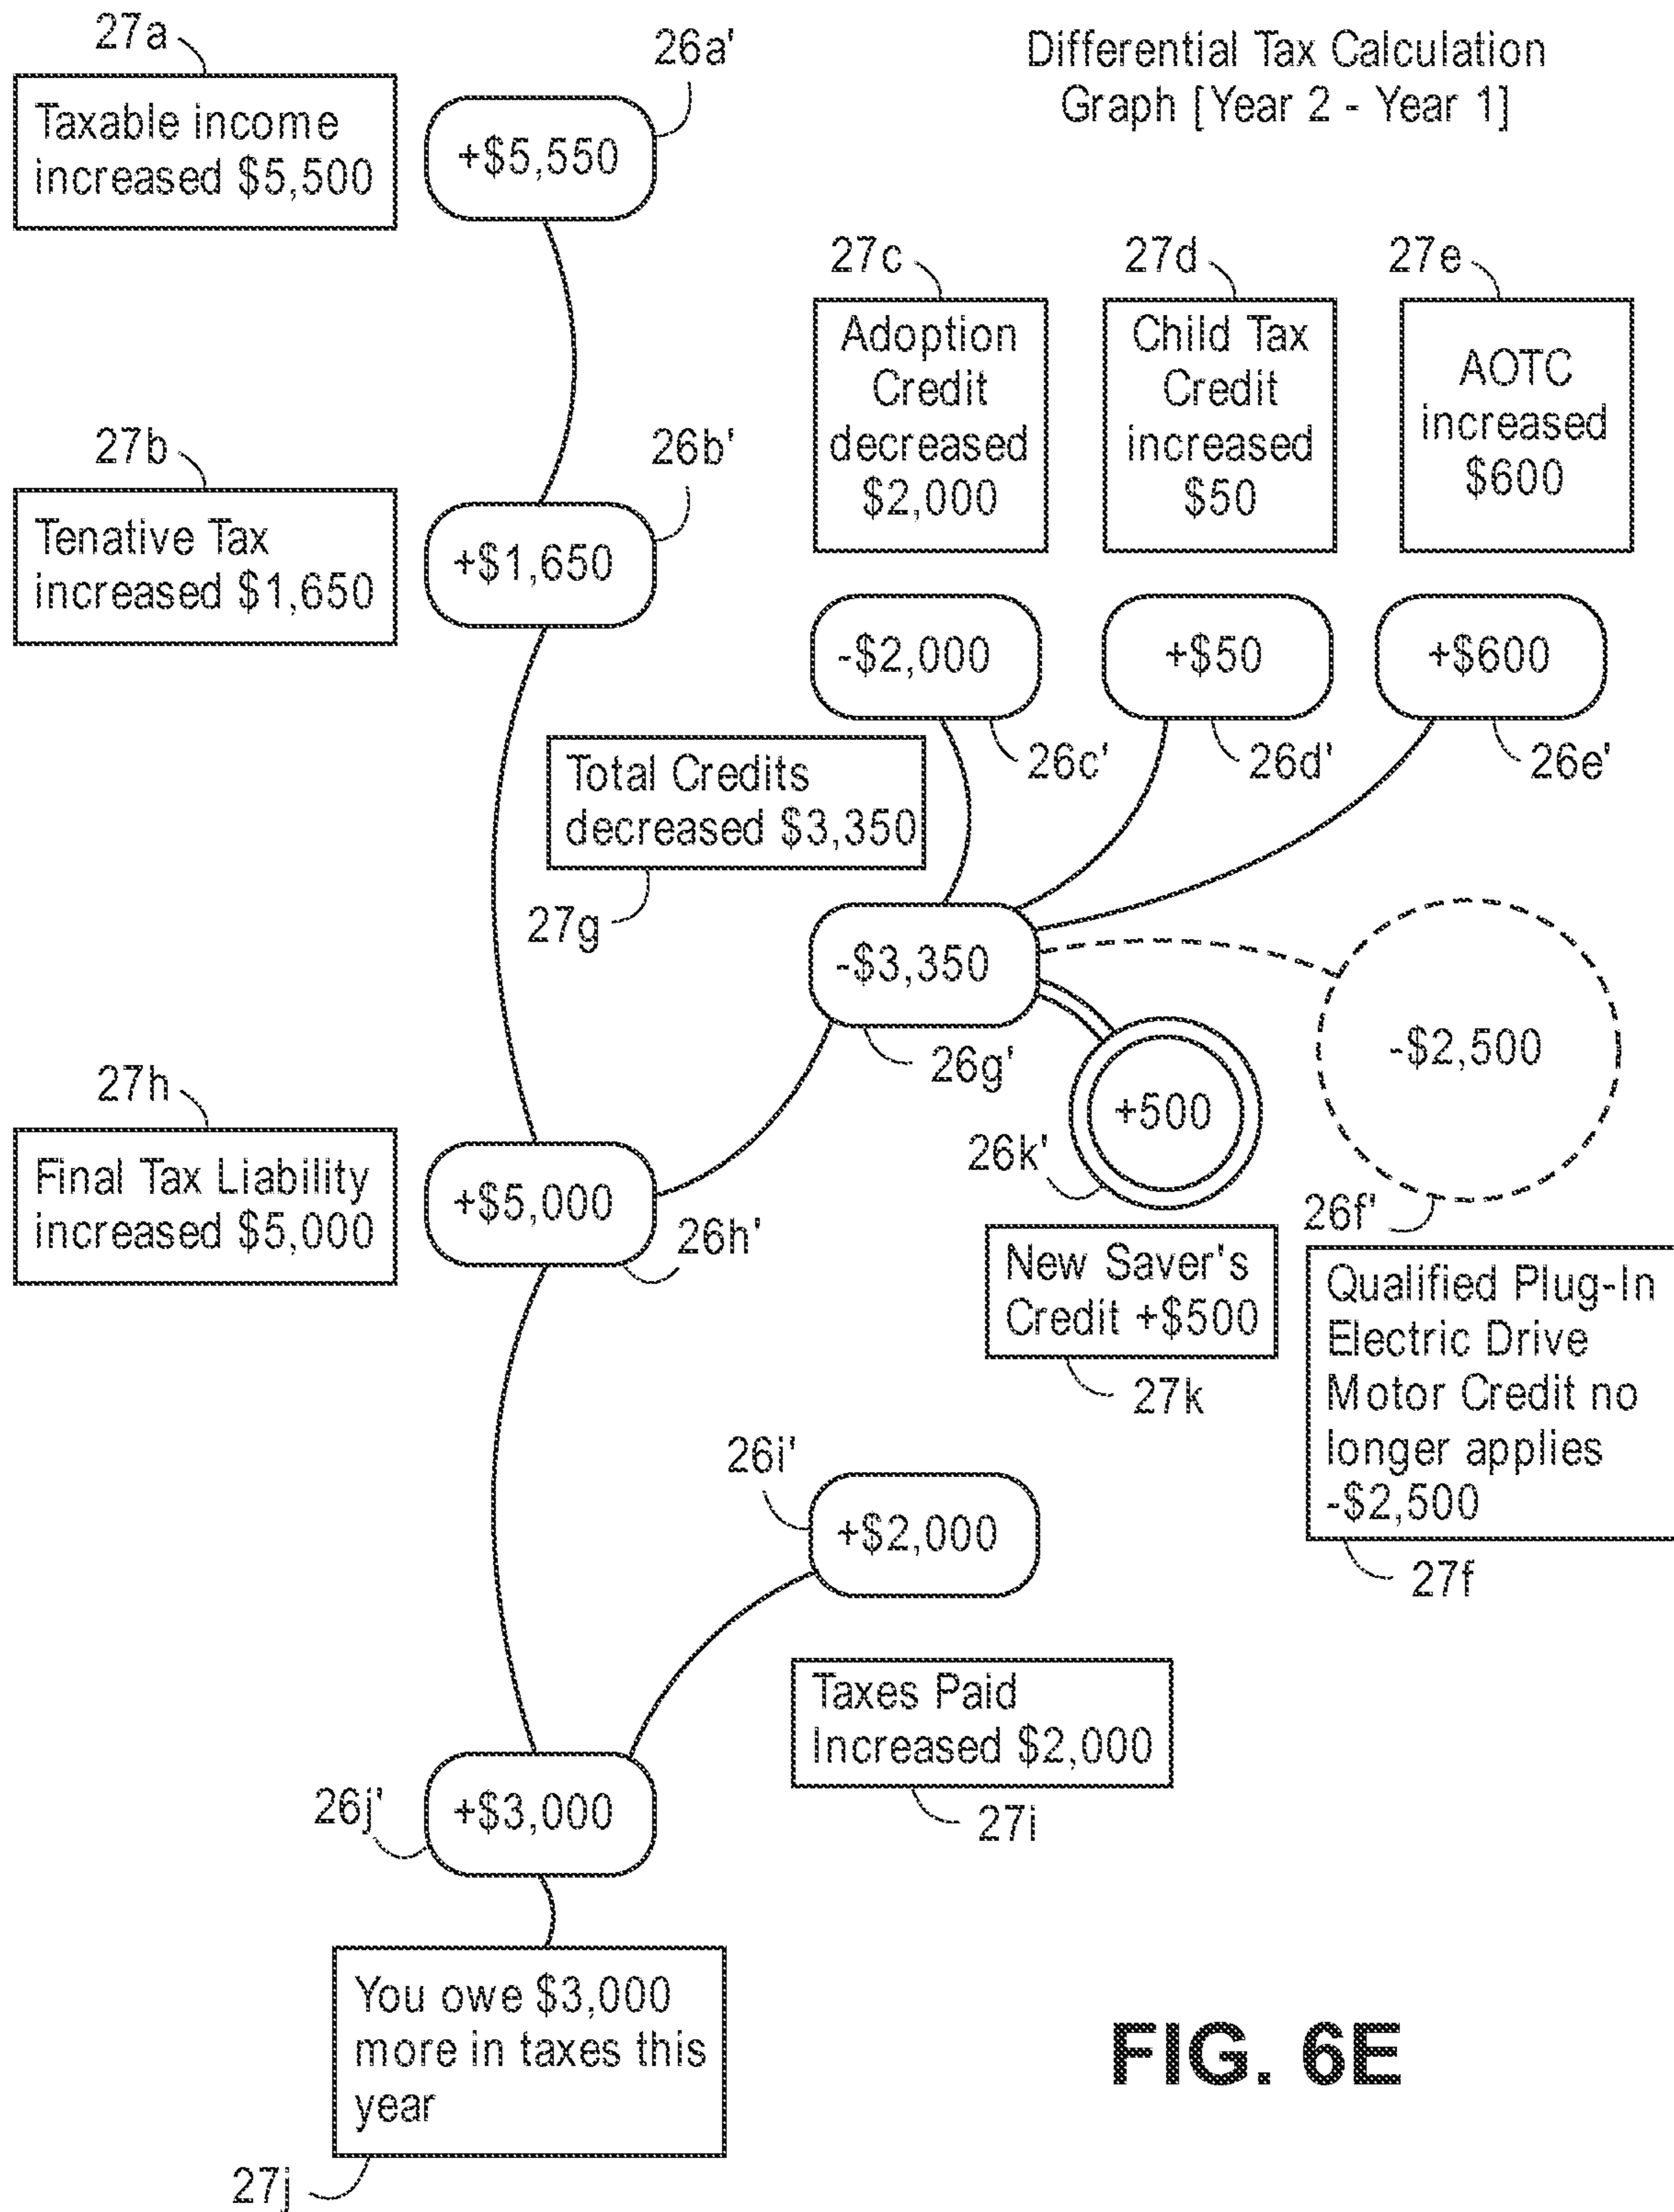 27a
26a'
Differential Tax Calculation
Graph [Year 2 - Year 1]
Taxable income
increased $5,500
+$5,550
27c
27d
27e
Adoption
Credit
decreased
$2,000
Child Tax
Credit
increased
$50
AOTC
increased
$600
27b
26b'
Tenative Tax
increased $1,650
+$1,650
-$2,000
+$50
+$600
26c'
26d'
26e'
Total Credits
decreased $3,350
27g
-$3,350
26g'
-$2,500
+500
26k'
26f'
27h
Final Tax Liability
increased $5,000
+$5,000
26h'
New Saver's
Credit +$500
27k
Qualified Plug-In
Electric Drive
Motor Credit no
longer applies
-$2,500
27f
26i'
+$2,000
Taxes Paid
Increased $2,000
27i
26j'
+$3,000
You owe $3,000
more in taxes this
year
27j
FIG. 6E